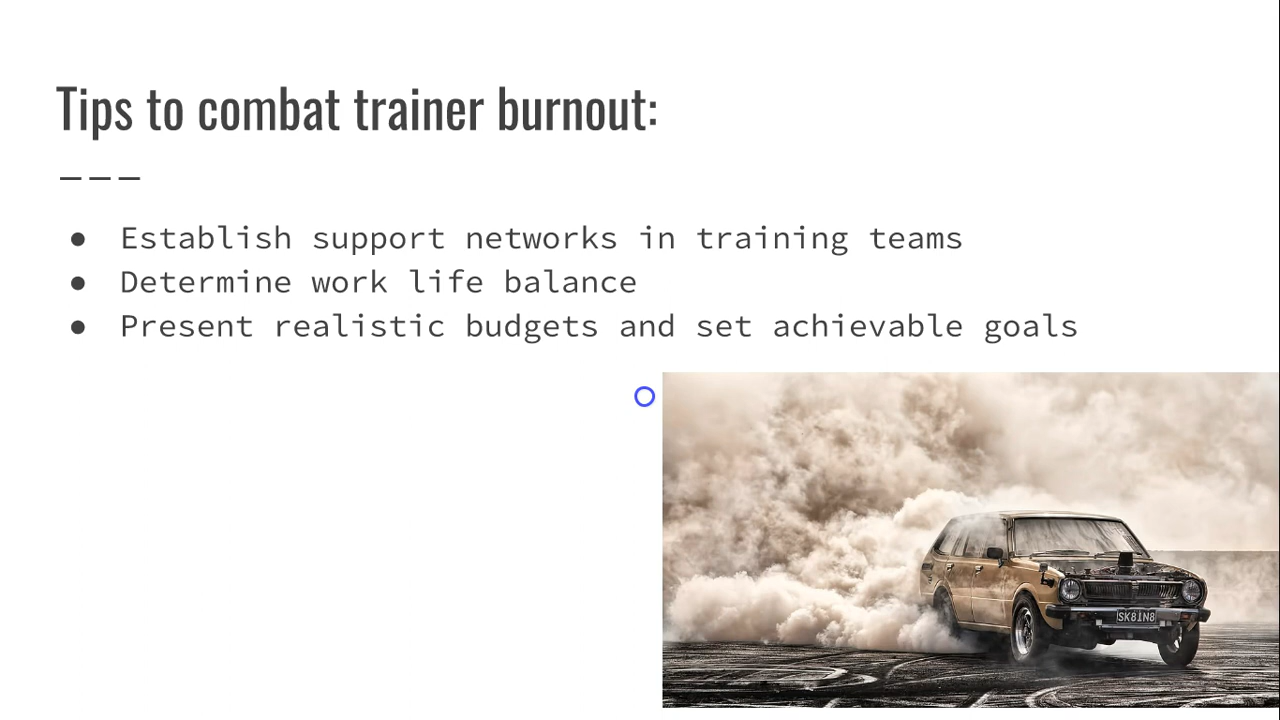 Tips to combat trainer burnout:
● Establish support networks in training teams
● Determine work life balance
● Present realistic budgets and set achievable goals
SK81N8